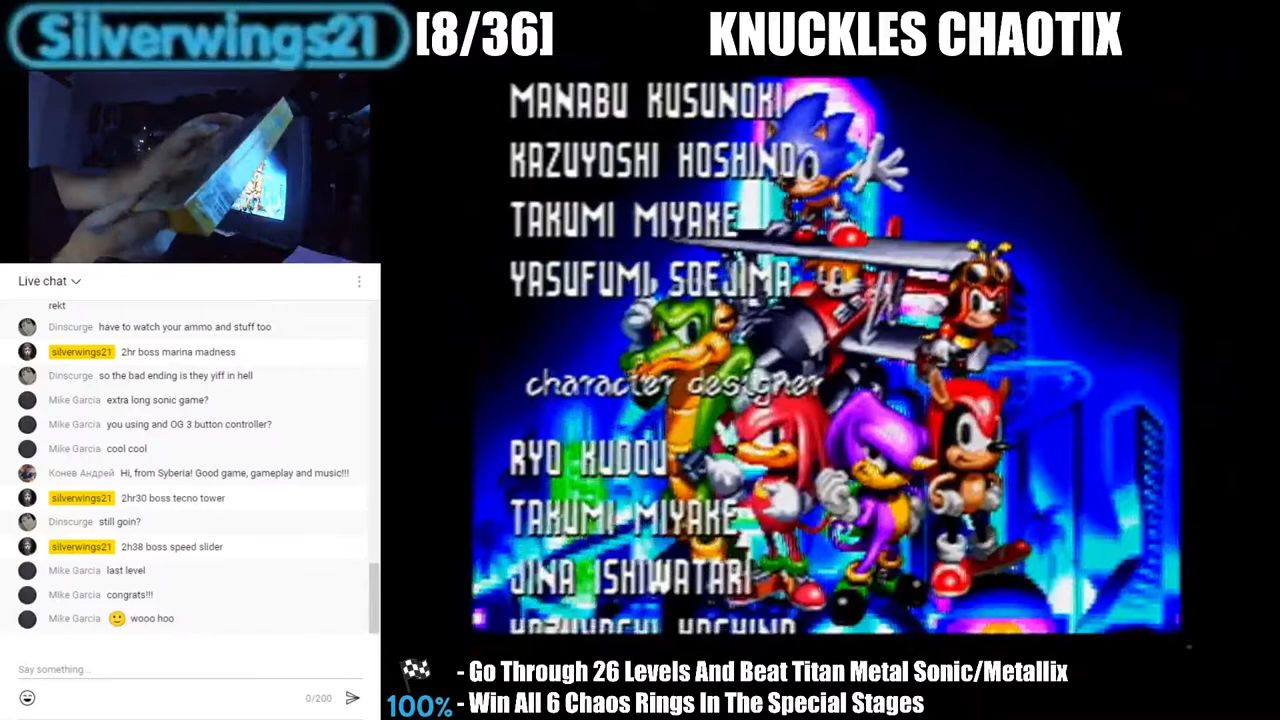 Silverwings21 [8/36] KNUCKLES CHAOTIX
MANABU KUSUNOKI
KAZUYOSHI HOSHINO
TAKUMI MIYAKE
YASUFUMI SOEJIMA
character designer
RYO KUDOU
TAKUMI MIYAKE
JINA ISHIWATARI
KAZUYOSHI HOSHINO
Live chat
rekt
Dinscurge have to watch your ammo and stuff too
silverwings21 2hr boss marina madness
Dinscurge so the bad ending is they yiff in hell
Mike Garcia extra long sonic game?
Mike Garcia you using and OG 3 button controller?
Mike Garcia cool cool
Конев Андрей Hi, from Syberia! Good game, gameplay and music!!!
silverwings21 2hr30 boss tecno tower
Dinscurge still goin?
silverwings21 2h38 boss speed slider
Mike Garcia last level
Mike Garcia congrats!!!
Mike Garcia wooo hoo
Say something...
0/200
- Go Through 26 Levels And Beat Titan Metal Sonic/Metallix
100% - Win All 6 Chaos Rings In The Special Stages